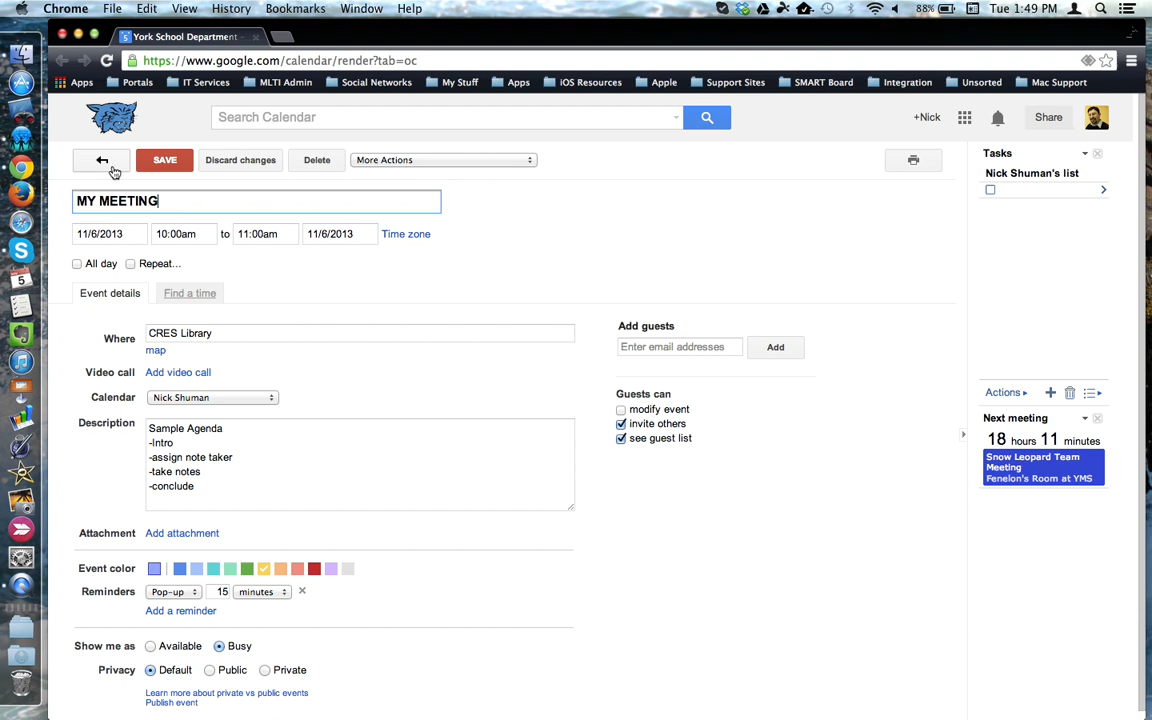 Chrome File Edit View History Bookmarks Window Help 88% Tue 1:49 PM
York School Department -
https://www.google.com/calendar/render?tab=oc
Apps Portals IT Services MLTI Admin Social Networks My Stuff Apps iOS Resources Apple Support Sites SMART Board Integration Unsorted Mac Support
Search Calendar +Nick Share
SAVE Discard changes Delete More Actions
MY MEETING
11/6/2013 10:00am to 11:00am 11/6/2013 Time zone
All day Repeat...
Event details Find a time
Where CRES Library
map
Video call Add video call
Calendar Nick Shuman
Description Sample Agenda
-Intro
-assign note taker
-take notes
-conclude
Attachment Add attachment
Event color
Reminders Pop-up 15 minutes
Add a reminder
Show me as Available Busy
Privacy Default Public Private
Learn more about private vs public events
Publish event
Add guests
Enter email addresses Add
Guests can
modify event
invite others
see guest list
Tasks
Nick Shuman's list
Actions
Next meeting
18 hours 11 minutes
Snow Leopard Team
Meeting
Fenelon's Room at YMS
5